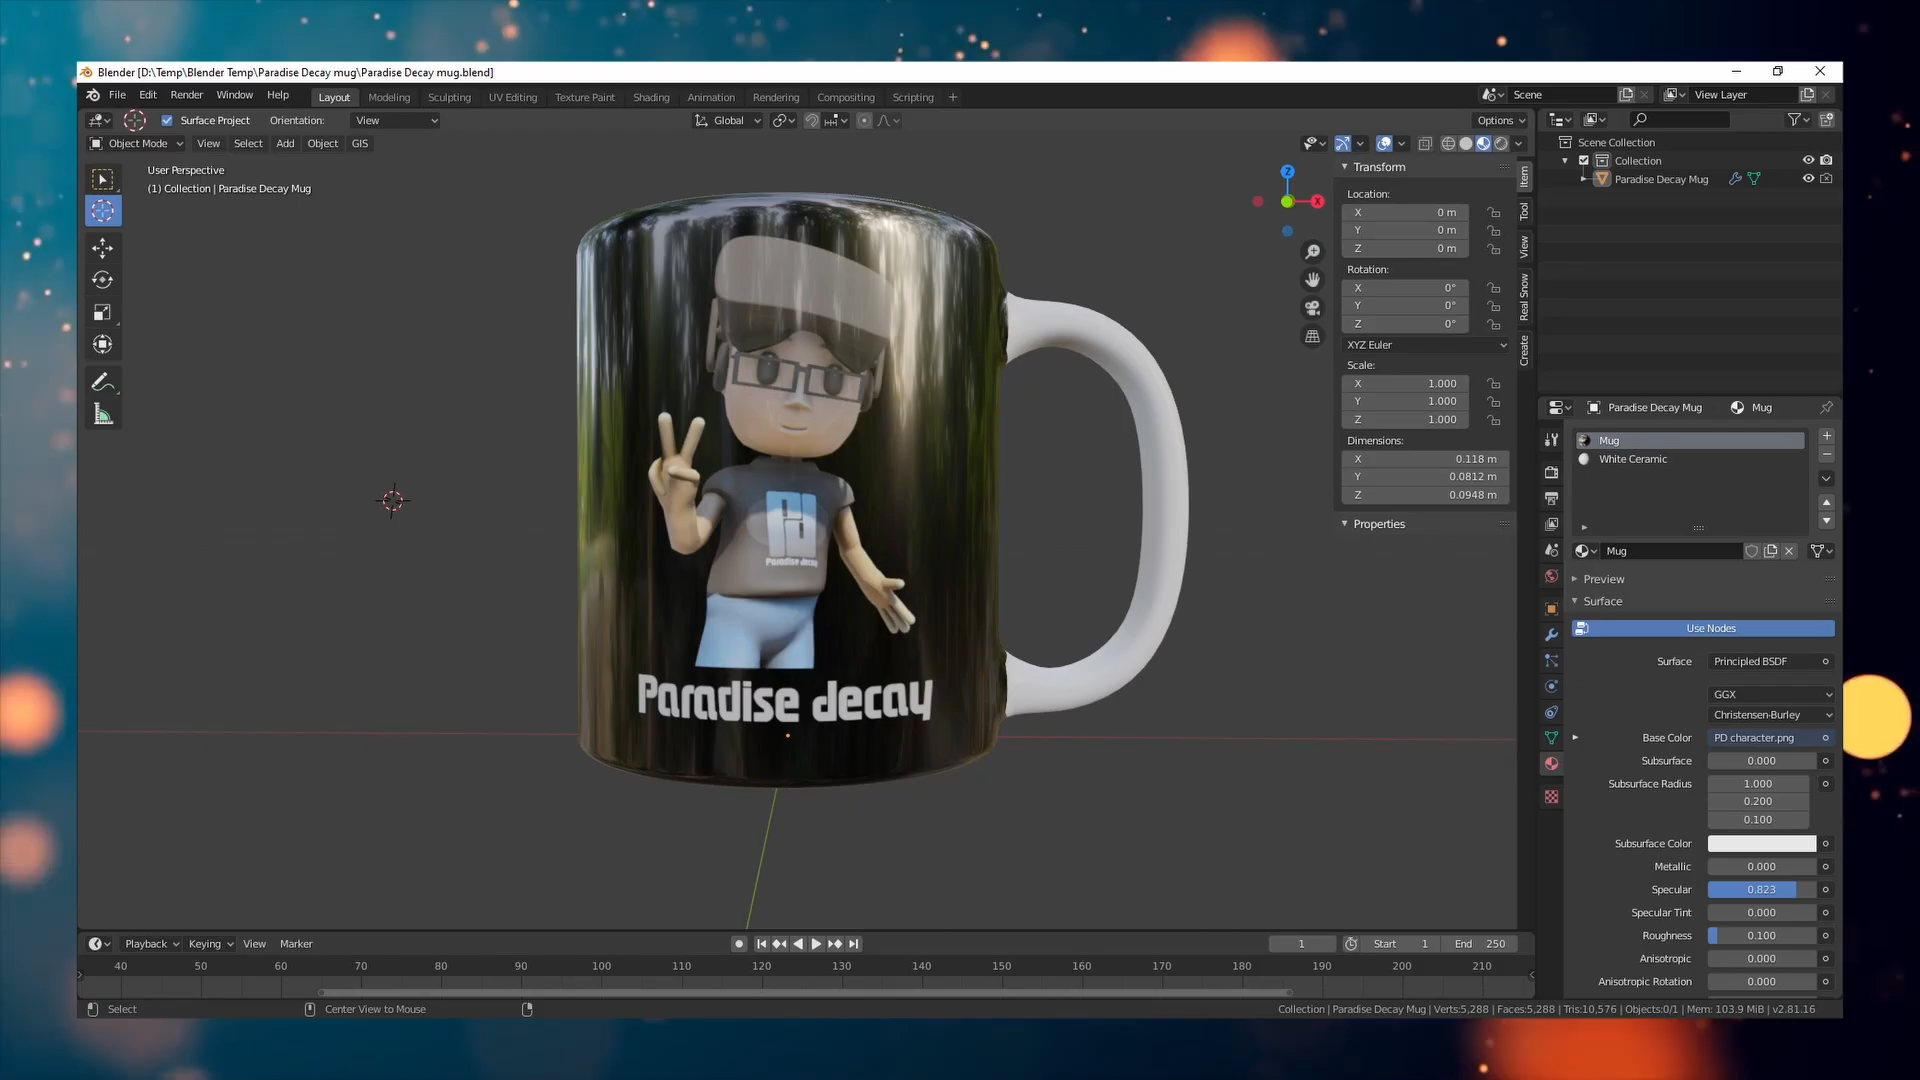 Blender [D:\Temp\Blender Temp\Paradise Decay mug\Paradise Decay mug.blend]
File Edit Render Window Help
Layout Modeling Sculpting UV Editing Texture Paint Shading Animation Rendering Compositing Scripting +
Scene
View Layer
Surface Project Orientation: View
Global
Options
Object Mode View Select Add Object GIS
User Perspective
(1) Collection | Paradise Decay Mug
Z
X
Paradise decay
Paradise decay
Transform
Location:
X 0 m
Y 0 m
Z 0 m
Rotation:
X 0°
Y 0°
Z 0°
XYZ Euler
Scale:
X 1.000
Y 1.000
Z 1.000
Dimensions:
X 0.118 m
Y 0.0812 m
Z 0.0948 m
Properties
Item
Tool
View
Real Snow
Create
Scene Collection
Collection
Paradise Decay Mug
Paradise Decay Mug Mug
Mug
White Ceramic
Mug
Preview
Surface
Use Nodes
Surface Principled BSDF
GGX
Christensen-Burley
Base Color PD character.png
Subsurface 0.000
Subsurface Radius 1.000
0.200
0.100
Subsurface Color
Metallic 0.000
Specular 0.823
Specular Tint 0.000
Roughness 0.100
Anisotropic 0.000
Anisotropic Rotation 0.000
Playback Keying View Marker
1 Start 1 End 250
40 50 60 70 80 90 100 110 120 130 140 150 160 170 180 190 200 210
Select Center View to Mouse
Collection | Paradise Decay Mug | Verts:5,288 | Faces:5,288 | Tris:10,576 | Objects:0/1 | Mem: 103.9 MiB | v2.81.16